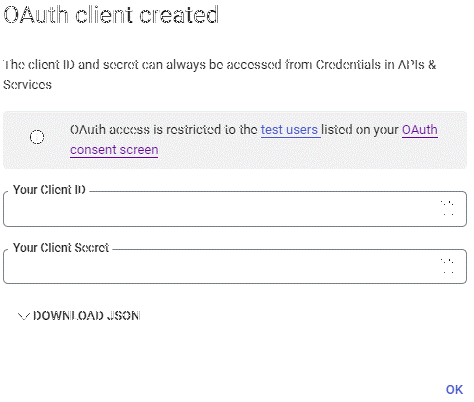 OAuth client created
The client ID and secret can always be accessed from Credentials in APIs &
Services
OAuth access is restricted to the test users listed on your OAuth
consent screen
Your Client ID
Your Client Secret
DOWNLOAD JSON
OK